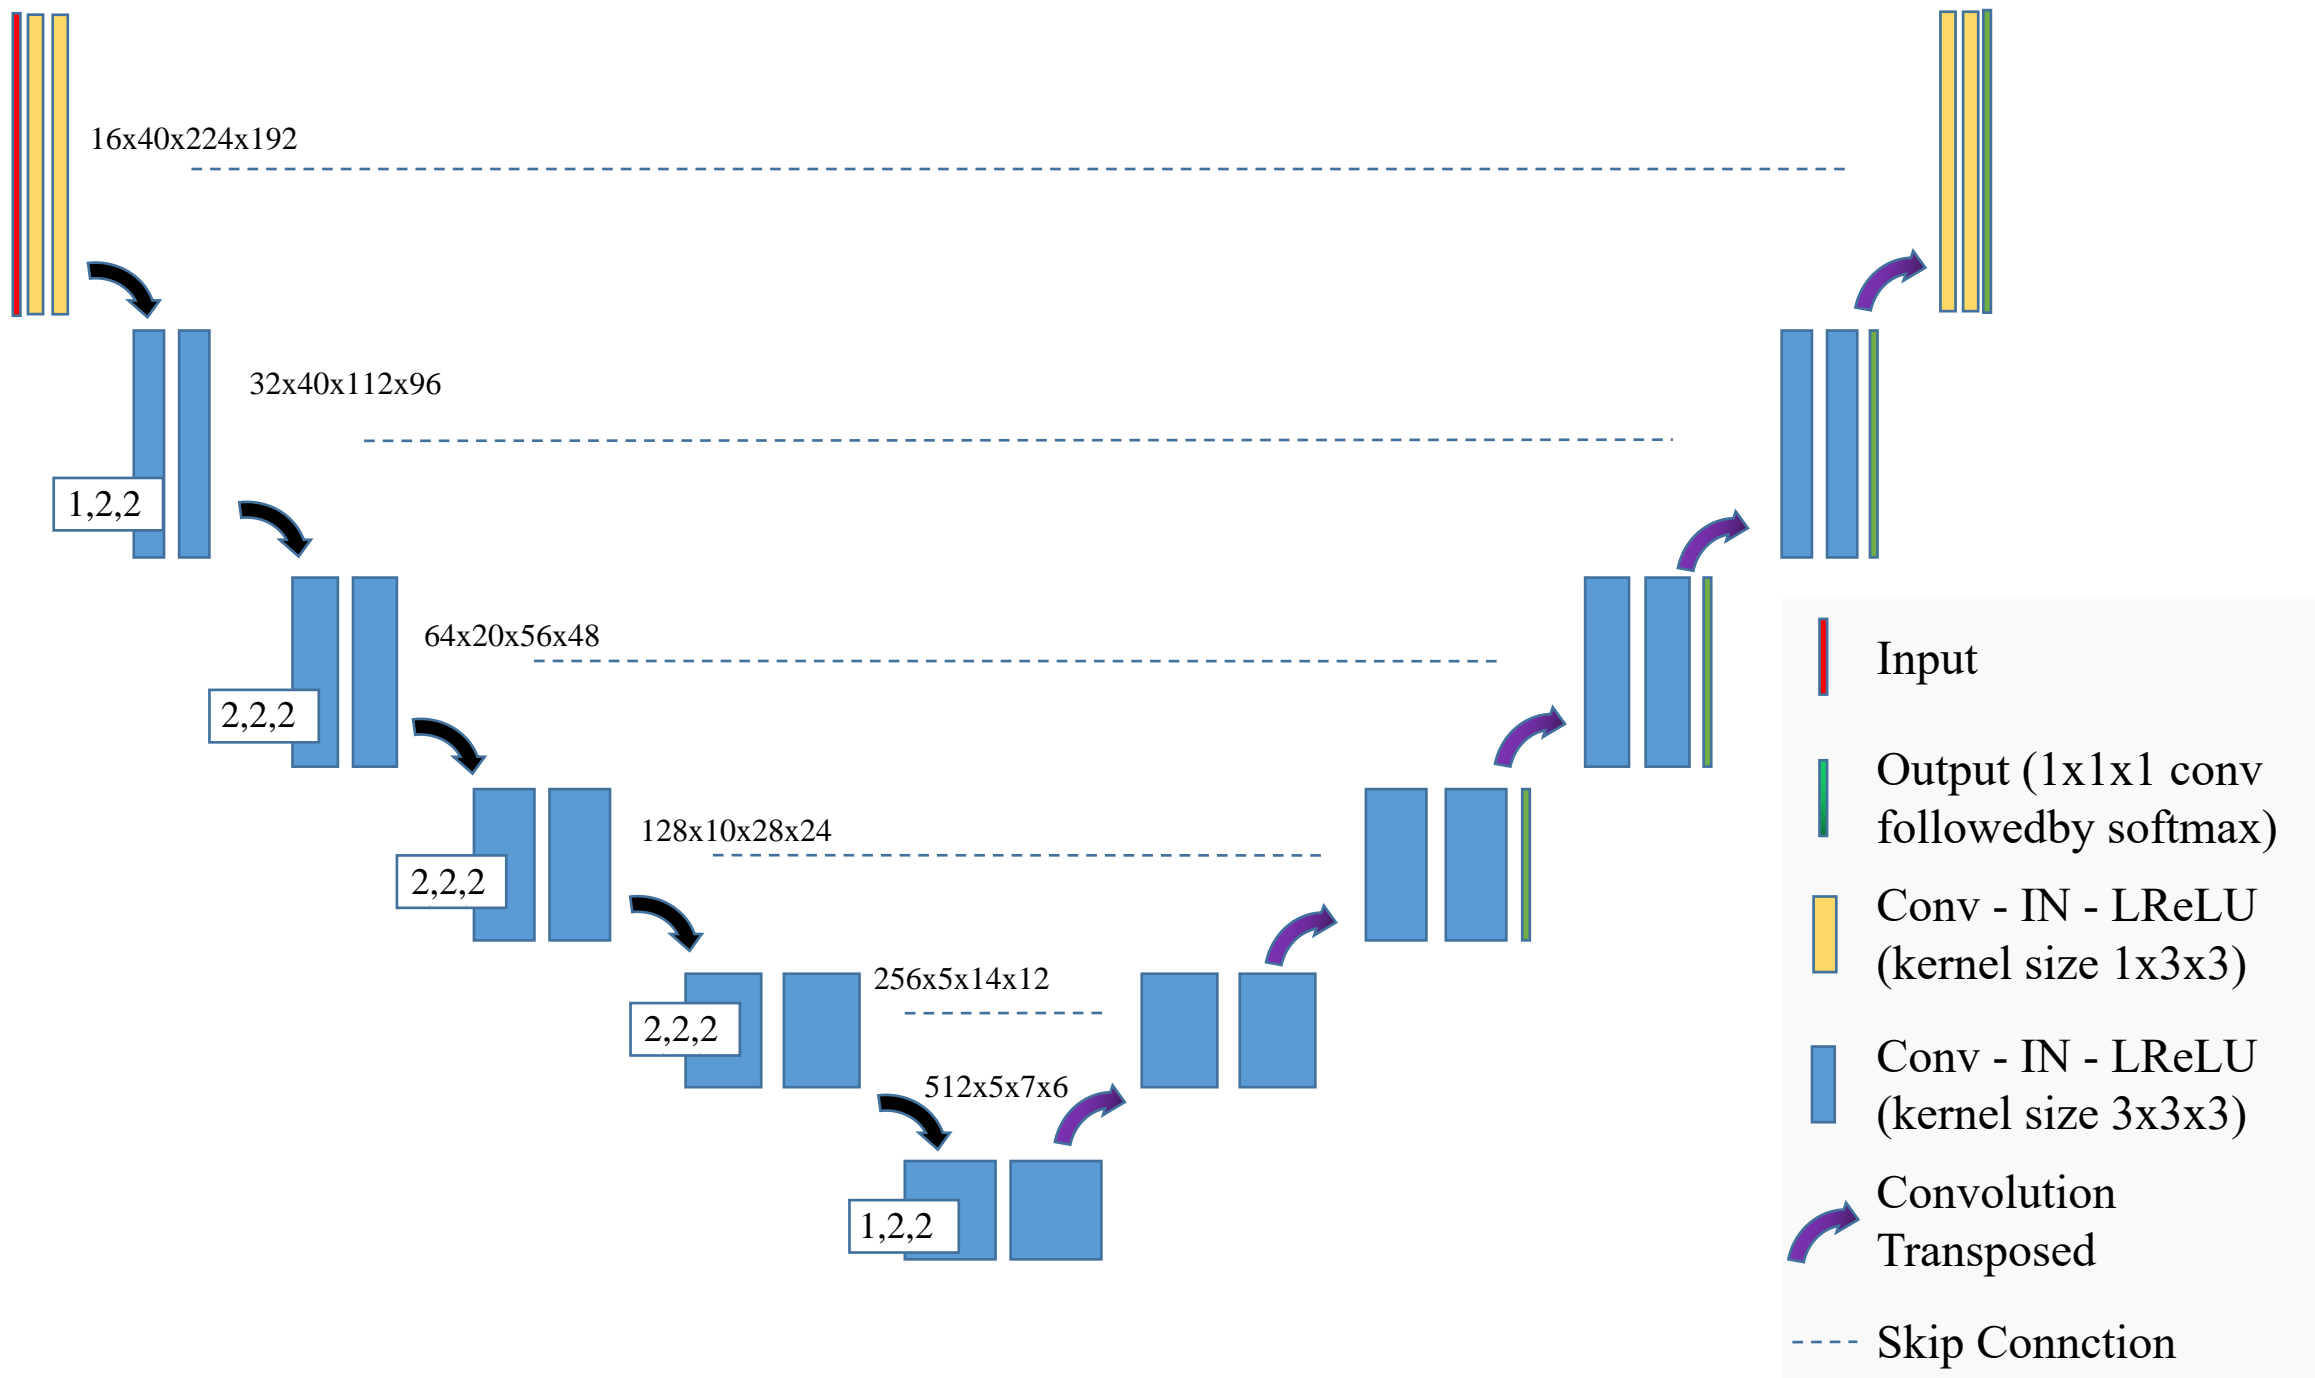 16x40x224x192
32x40x112x96
1,2,2
64x20x56x48
2,2,2
128x10x28x24
2,2,2
256x5x14x12
2,2,2
512x5x7x6
1,2,2
Input
Output (1x1x1 conv
followedby softmax)
Conv - IN - LReLU
(kernel size 1x3x3)
Conv - IN - LReLU
(kernel size 3x3x3)
Convolution
Transposed
Skip Connction